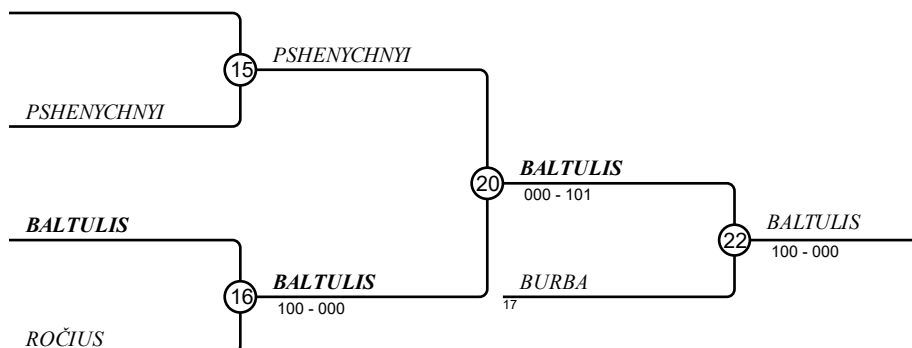 15
PSHENYCHNYI
PSHENYCHNYI
20
BALTULIS
000 - 101
BALTULIS
22
BALTULIS
100 - 000
16
BALTULIS
100 - 000
17
BURBA
ROČIUS